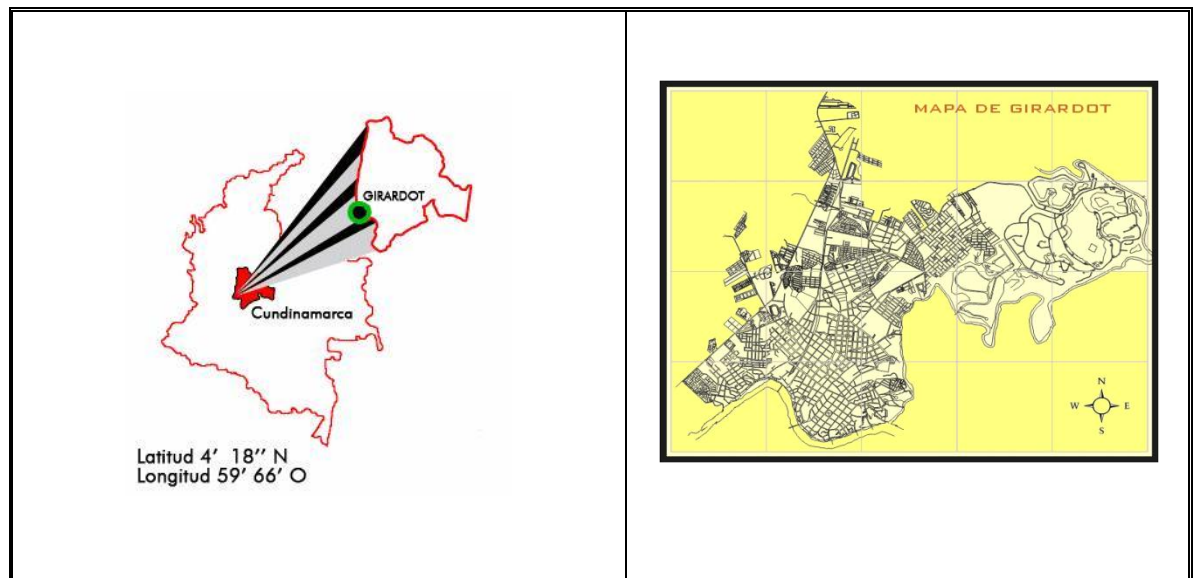 GIRARDOT
Cundinamarca
Latitud 4' 18'' N
Longitud 59' 66' O
MAPA DE GIRARDOT
N
W E
S